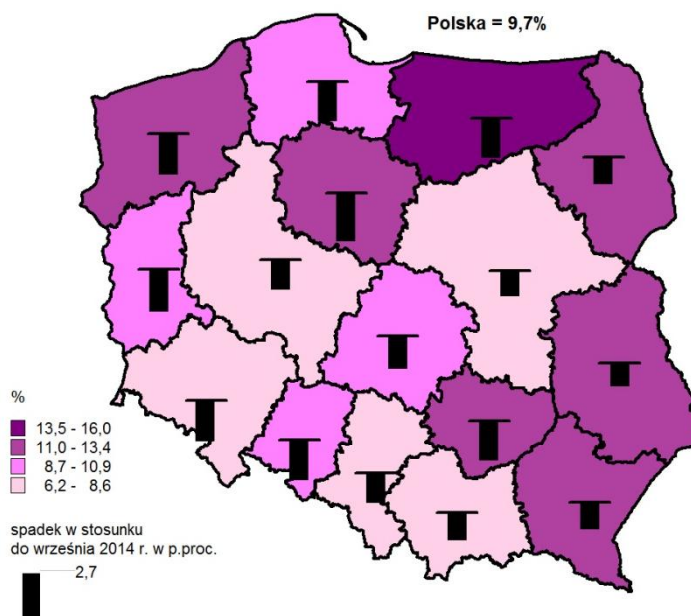 Polska = 9,7%
%
13,5 - 16,0
11,0 - 13,4
8,7 - 10,9
6,2 - 8,6
spadek w stosunku
do września 2014 r. w p.proc.
2,7